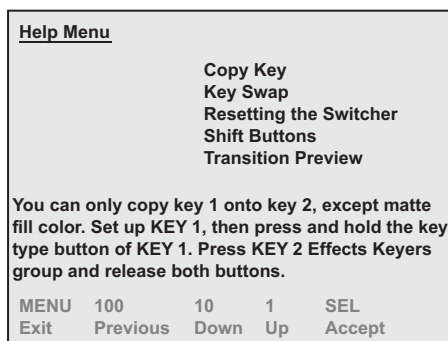 Help Menu
Copy Key
Key Swap
Resetting the Switcher
Shift Buttons
Transition Preview
You can only copy key 1 onto key 2, except matte
fill color. Set up KEY 1, then press and hold the key
type button of KEY 1. Press KEY 2 Effects Keyers
group and release both buttons.
MENU 100 10 1 SEL
Exit Previous Down Up Accept